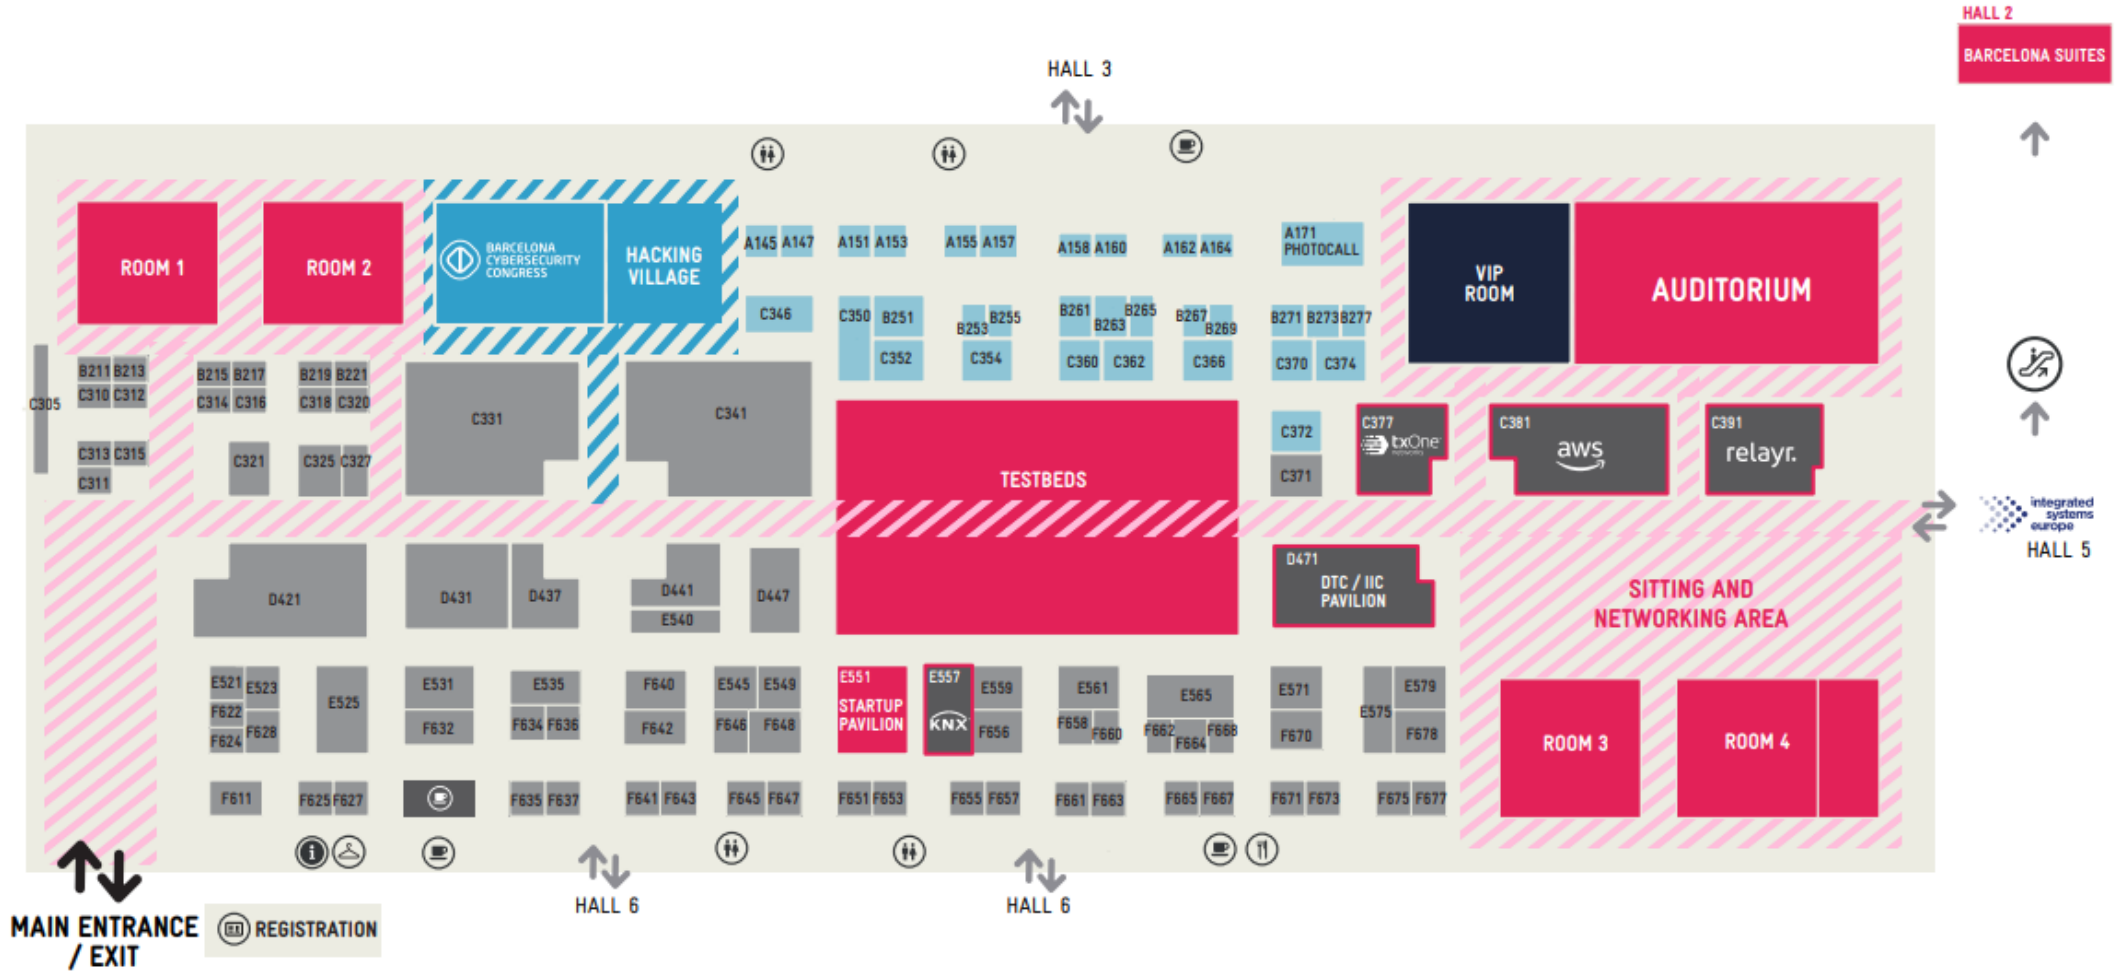 HALL 2
BARCELONA SUITES
HALL 3
ROOM 1
ROOM 2
BARCELONA
CYBERSECURITY
CONGRESS
HACKING
VILLAGE
A145 A147
A151 A153
A155 A157
A158 A160
A162 A164
A171
PHOTOCALL
VIP
ROOM
AUDITORIUM
C346
C350
B251
C352
B253
B255
C354
B261
B263
B265
C360
C362
B267
B269
C366
B271 B273 B277
C370
C374
C305
B211 B213
C310 C312
B215 B217
C314 C316
B219 B221
C318 C320
C313 C315
C311
C321
C325 C327
C331
C341
TESTBEDS
C372
C371
C377
txOne
networks
C381
aws
C391
relayr.
integrated
systems
europe
HALL 5
D421
D431
D437
D441
E540
D447
D471
DTC / IIC
PAVILION
SITTING AND
NETWORKING AREA
E521
E523
F622
F624
F628
E525
E531
F632
E535
F634 F636
F640
F642
E545 E549
F646 F648
E551
STARTUP
PAVILION
E557
KNX
E559
F656
E561
F658
F660
E565
F662
F664
F668
E571
F670
E575
E579
F678
ROOM 3
ROOM 4
F611
F625 F627
F635 F637
F641 F643
F645 F647
F651 F653
F655 F657
F661 F663
F665 F667
F671 F673
F675 F677
HALL 6
HALL 6
MAIN ENTRANCE
/ EXIT
REGISTRATION